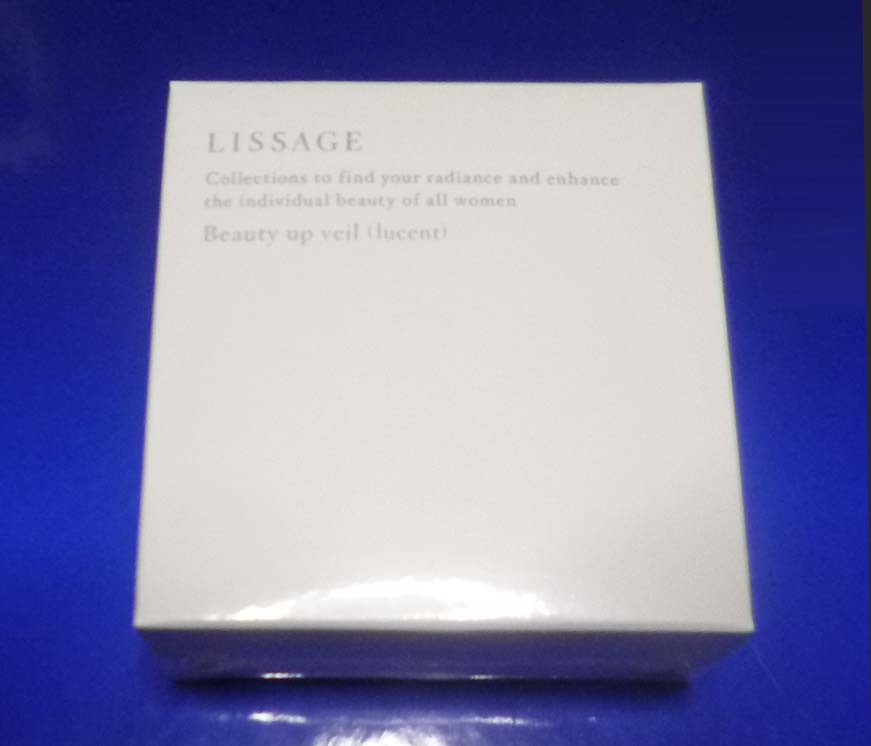 LISSAGE
Collections to find your radiance and enhance
the individual beauty of all women
Beauty up veil (lucent)